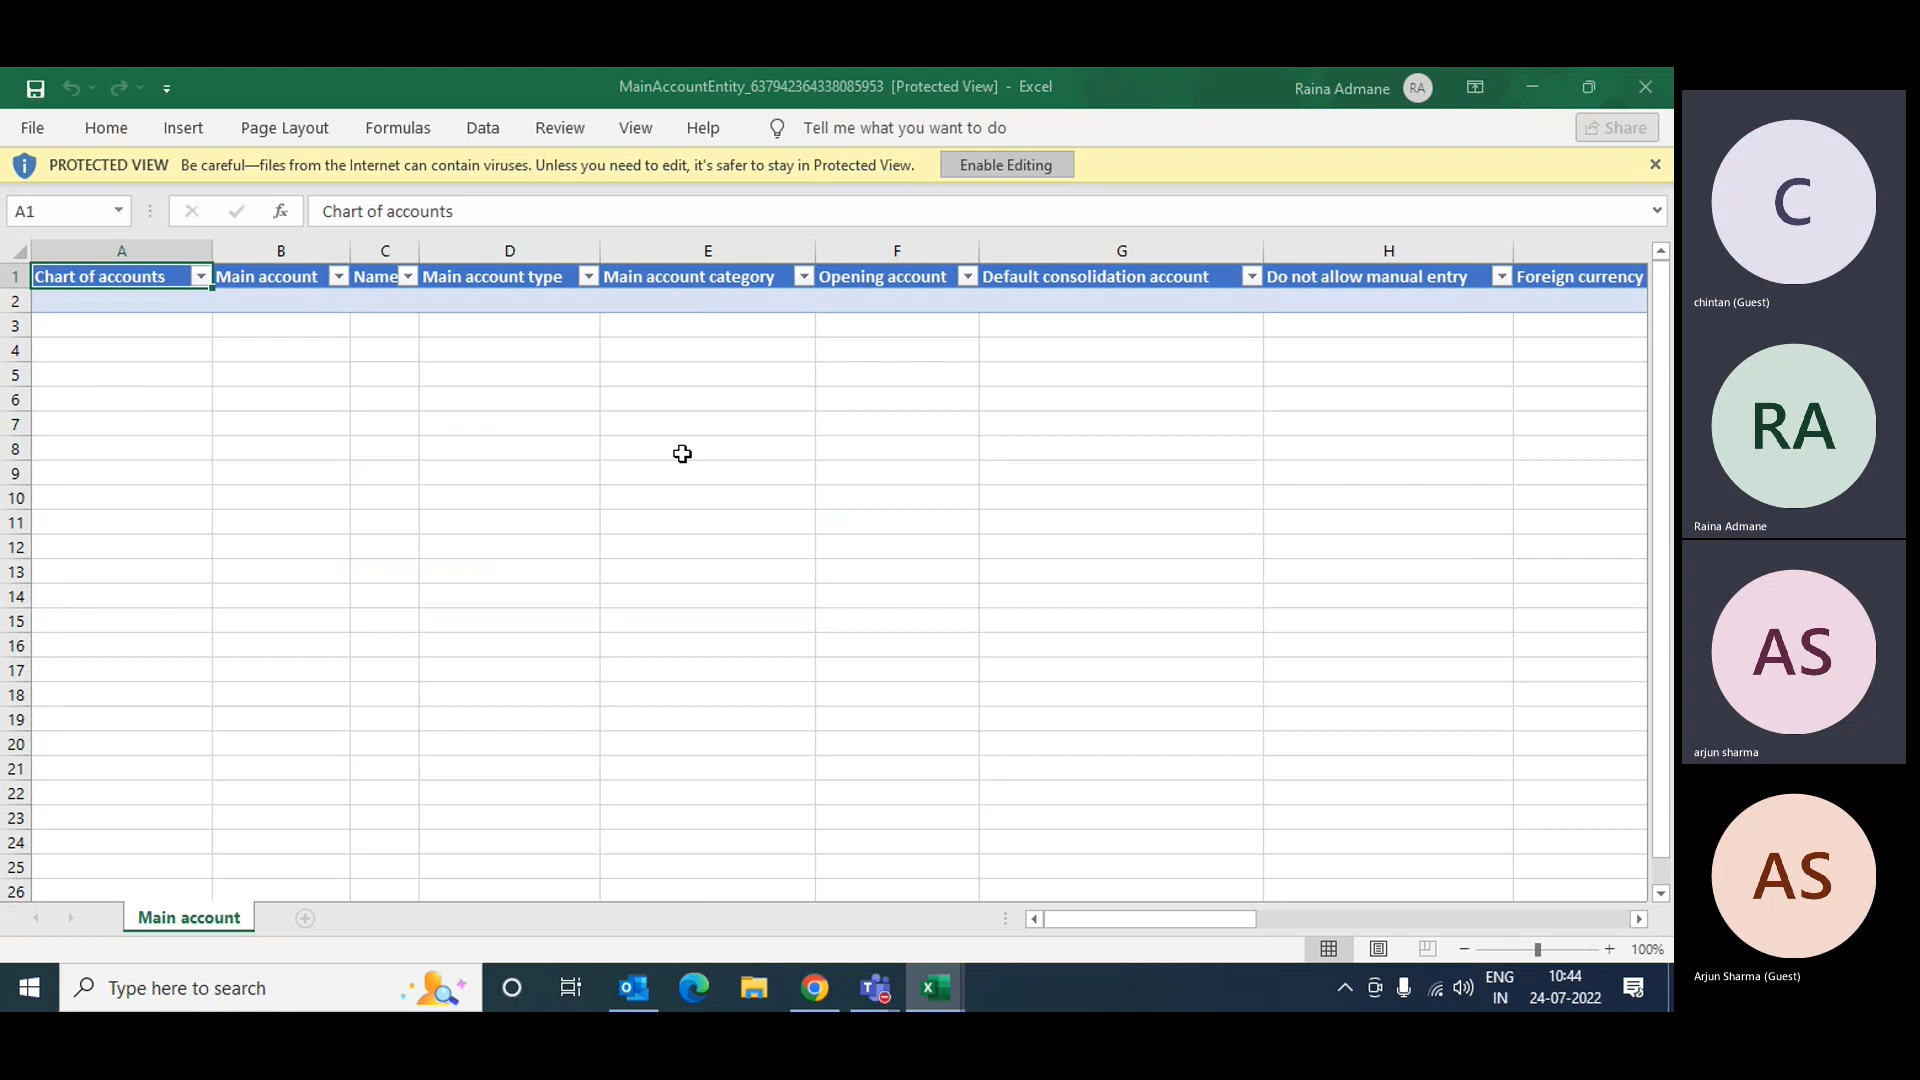 MainAccountEntity_637942364338085953 [Protected View] - Excel
Raina Admane RA
File Home Insert Page Layout Formulas Data Review View Help Tell me what you want to do Share
PROTECTED VIEW Be careful—files from the Internet can contain viruses. Unless you need to edit, it's safer to stay in Protected View. Enable Editing
A1 fx Chart of accounts
A B C D E F G H
1 Chart of accounts Main account Name Main account type Main account category Opening account Default consolidation account Do not allow manual entry Foreign currency
2
3
4
5
6
7
8
9
10
11
12
13
14
15
16
17
18
19
20
21
22
23
24
25
26
Main account
100%
Type here to search
ENG
IN
10:44
24-07-2022
C
chintan (Guest)
RA
Raina Admane
AS
arjun sharma
AS
Arjun Sharma (Guest)